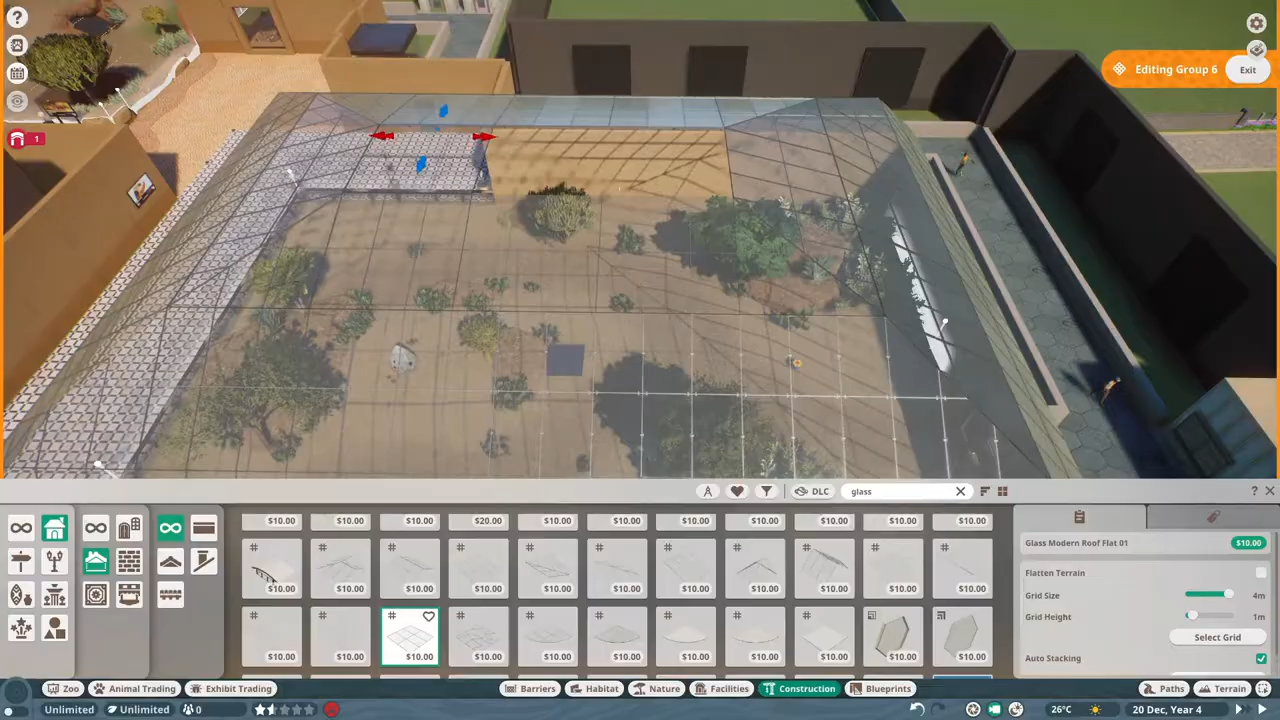 ?
Editing Group 6
Exit
1
DLC
glass
? ×
$10.00 $10.00 $10.00 $20.00 $10.00 $10.00 $10.00 $10.00 $10.00 $10.00 $10.00
Glass Modern Roof Flat 01
$10.00
Flatten Terrain
$10.00 $10.00 $10.00 $10.00 $10.00 $10.00 $10.00 $10.00 $10.00 $10.00 $10.00
Grid Size
4m
Grid Height
1m
Select Grid
$10.00 $10.00 $10.00 $10.00 $10.00 $10.00 $10.00 $10.00 $10.00 $10.00 $10.00
Auto Stacking
Zoo
Animal Trading
Exhibit Trading
Barriers
Habitat
Nature
Facilities
Construction
Blueprints
Paths
Terrain
Unlimited
Unlimited
0
26°C
20 Dec, Year 4